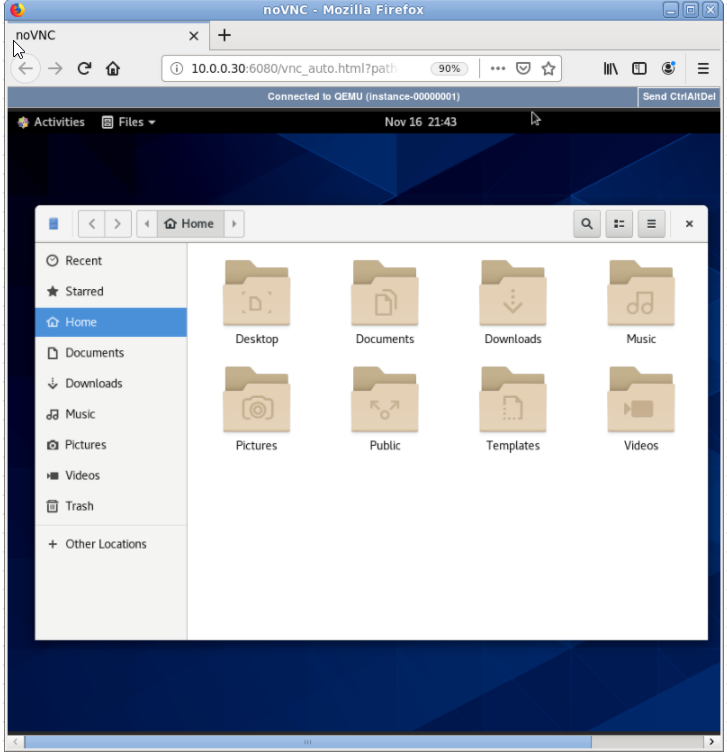 noVNC - Mozilla Firefox
noVNC
10.0.0.30:6080/vnc_auto.html?path
90%
Connected to QEMU (instance-00000001)
Send CtrlAltDel
Activities
Files
Nov 16 21:43
Home
Recent
Starred
Home
Documents
Downloads
Music
Pictures
Videos
Trash
+ Other Locations
Desktop Documents Downloads Music
Pictures Public Templates Videos